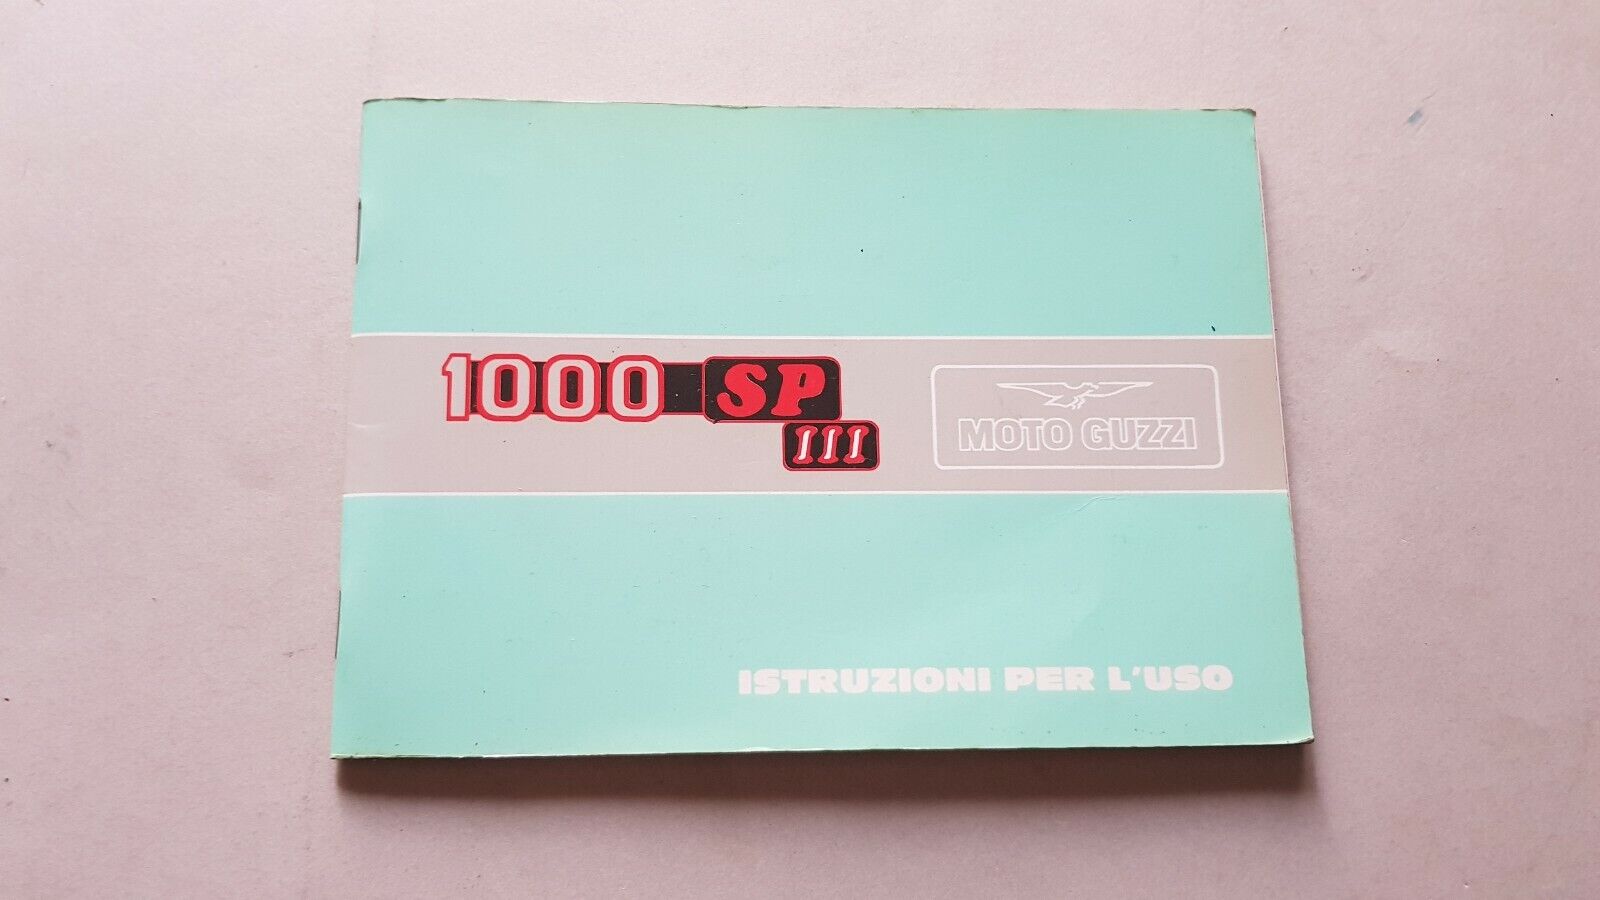 1000 SP
III
MOTO GUZZI
ISTRUZIONI PER L'USO